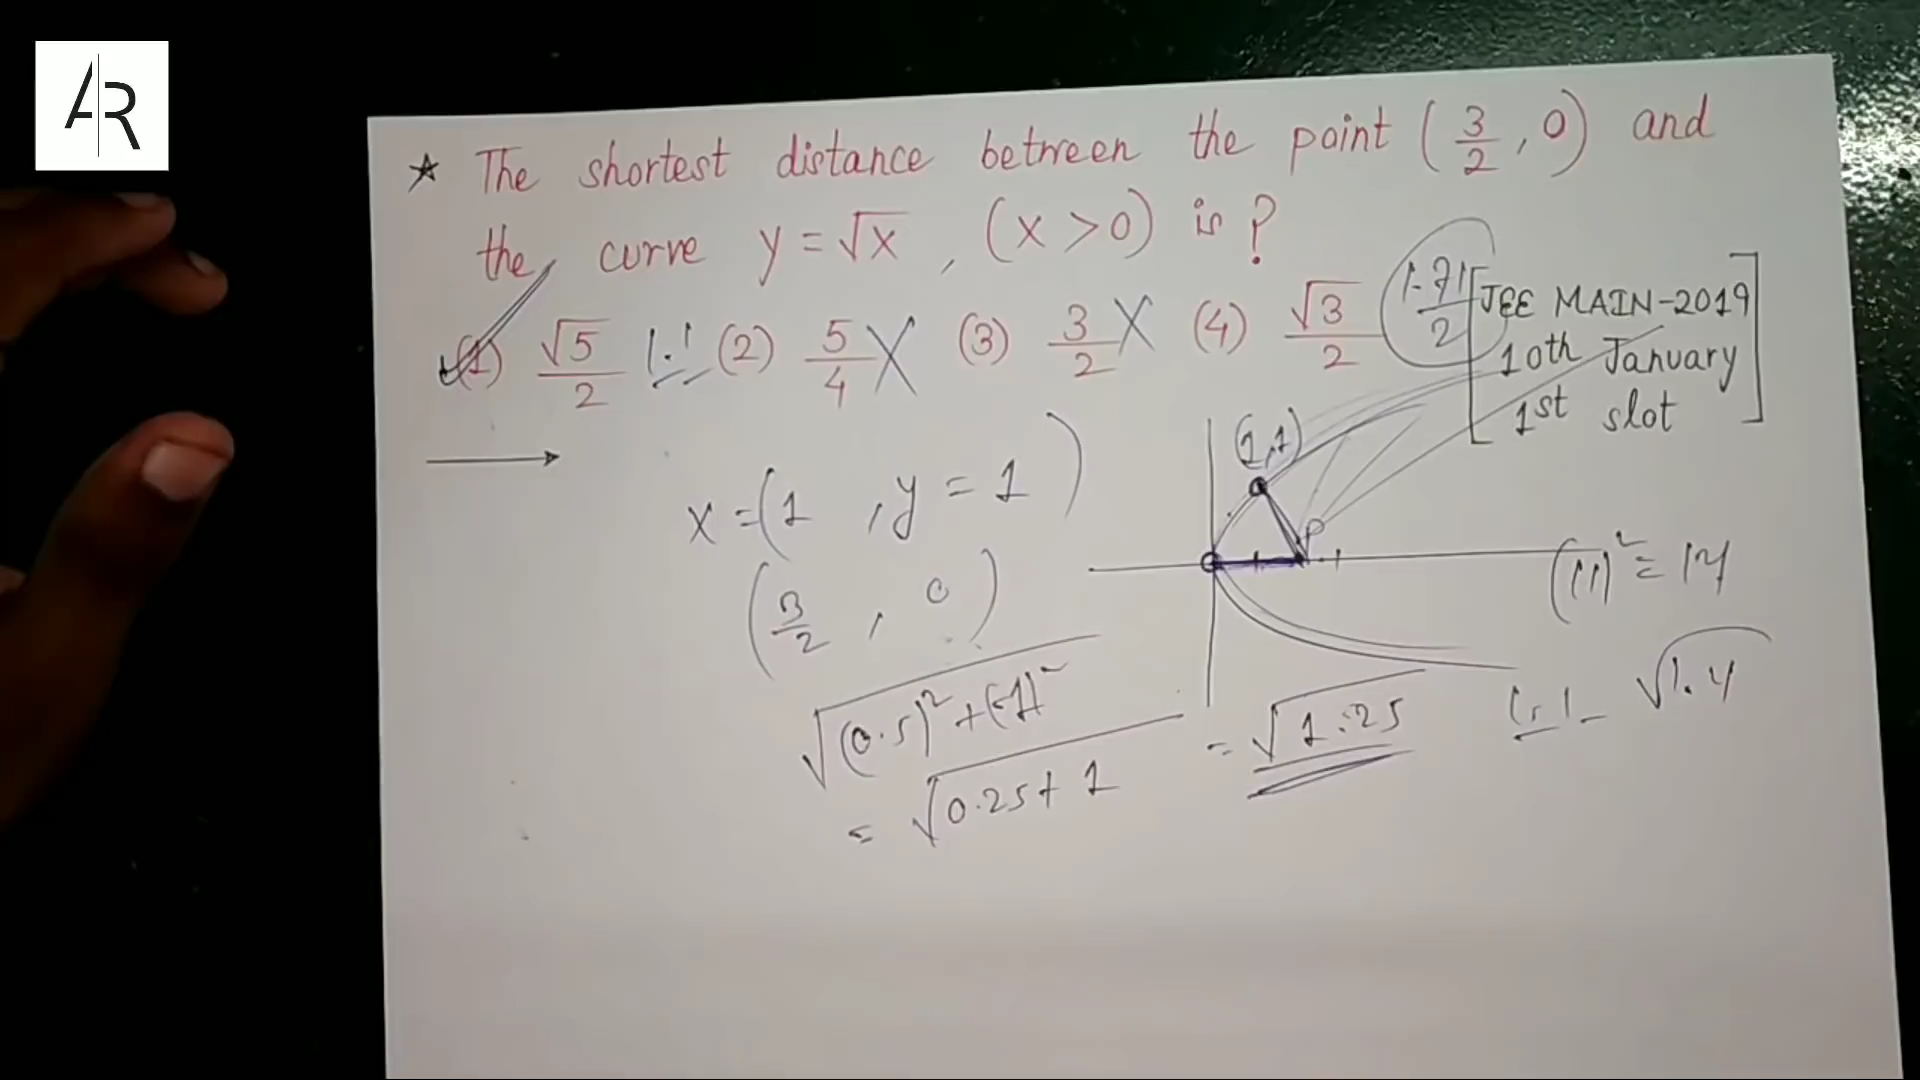 AR
★ The shortest distance between the point (3/2, 0) and
the curve y = √x, (x > 0) is ?
(1) √5/2 1.1 (2) 5/4 X (3) 3/2 X (4) √3/2 1.71/2
[JEE MAIN-2019
10th January
1st slot]
(1,1)
x = (1, y = 1)
P
(3/2, 0)
(11)² =
√(0.5)² + (-1)²
= √0.25 + 1
= √1.25
1.1
√1.4